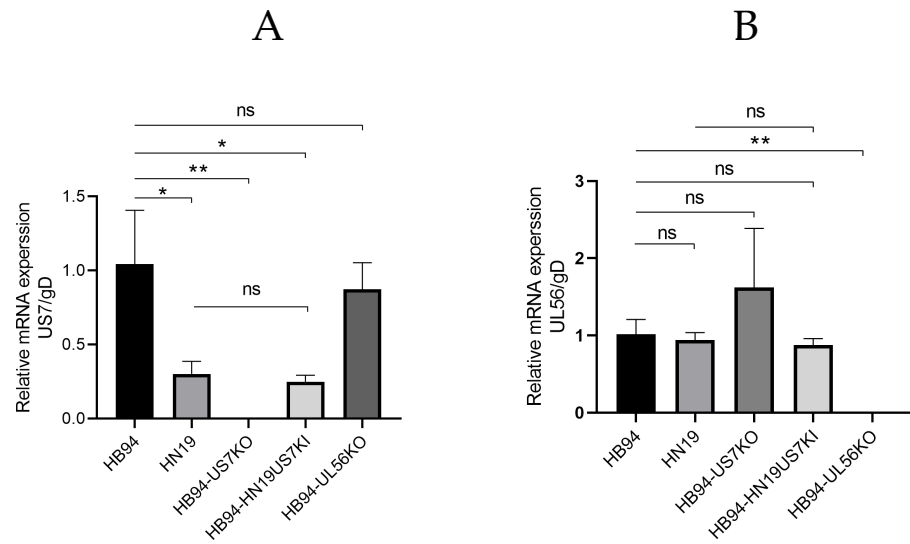 A
ns
*
**
*
ns
Relative mRNA experssion
US7/gD
1.5
1.0
0.5
0.0
HB94
HN19
HB94-US7KO
HB94-HN19US7KI
HB94-UL56KO
B
ns
**
ns
ns
ns
Relative mRNA experssion
UL56/gD
3
2
1
0
HB94
HN19
HB94-US7KO
HB94-HN19US7KI
HB94-UL56KO